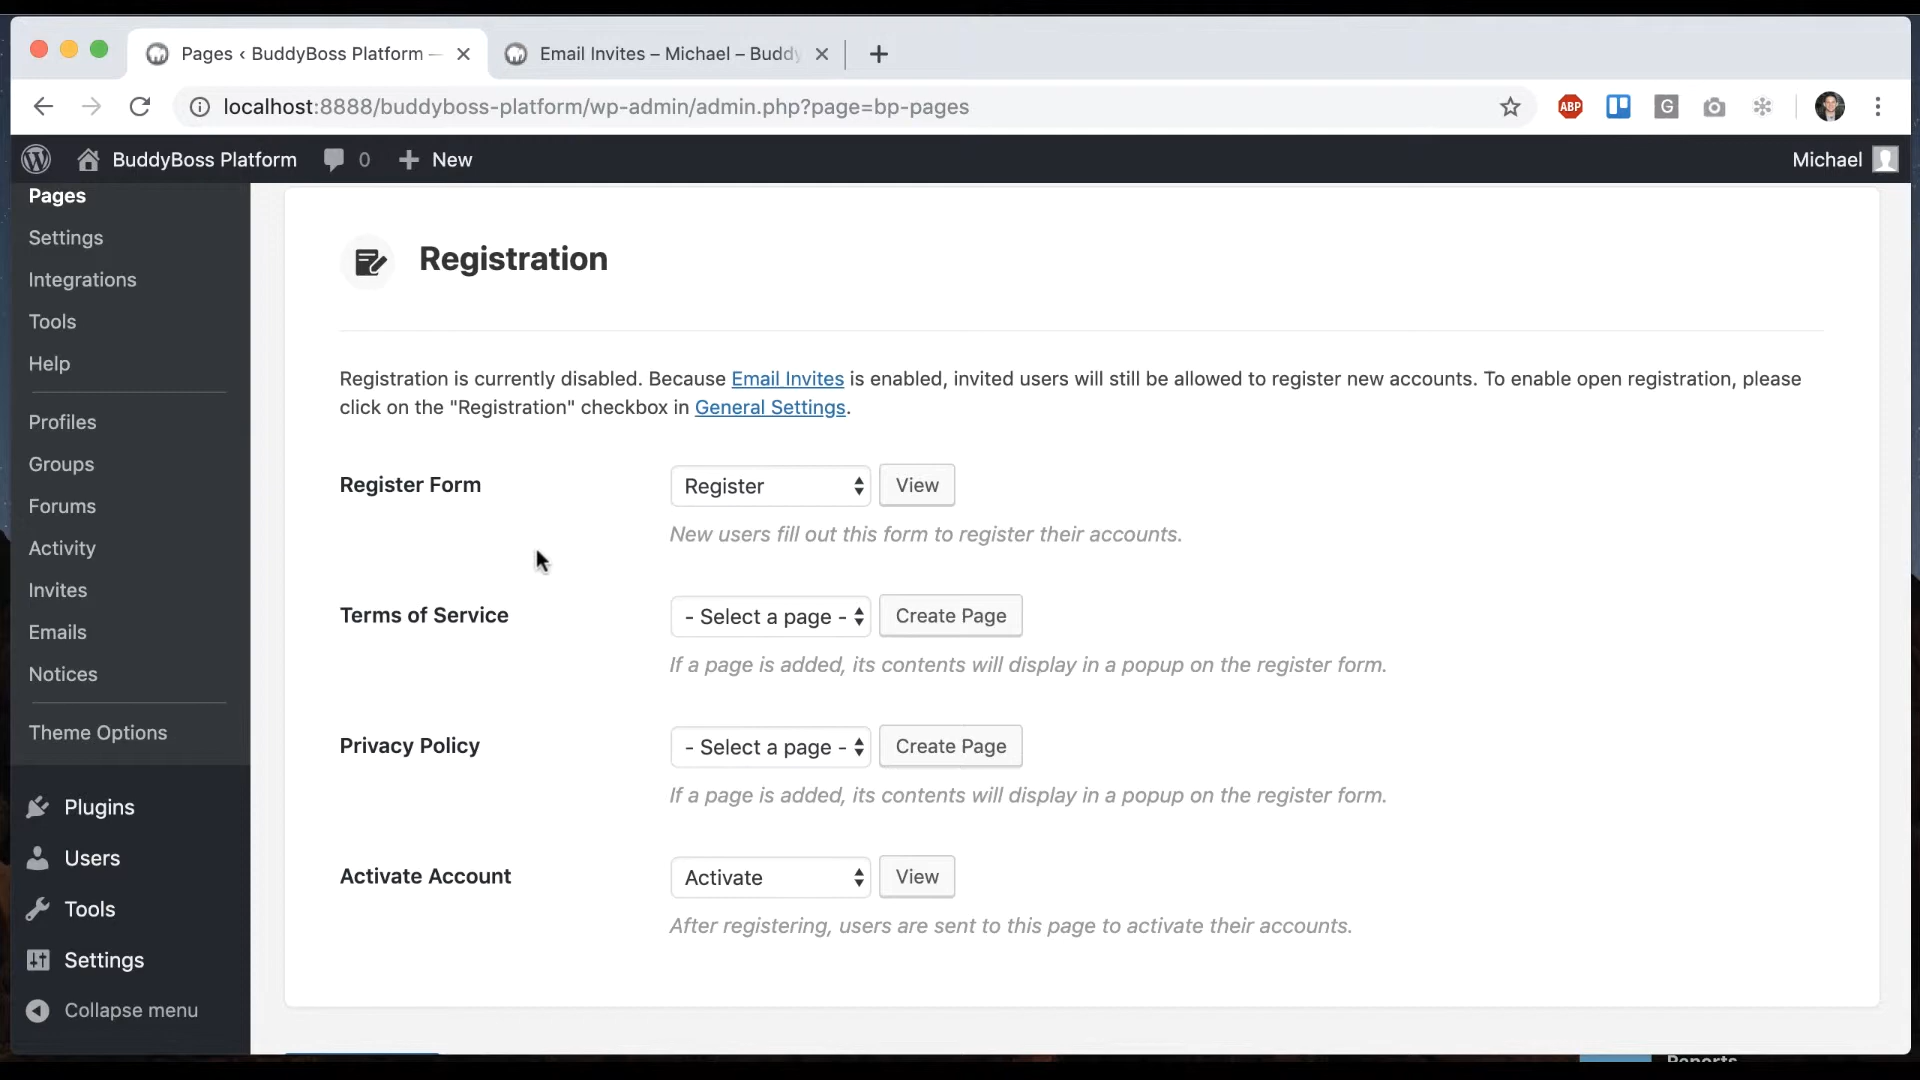 Pages ‹ BuddyBoss Platform —
Email Invites – Michael – Buddy
localhost:8888/buddyboss-platform/wp-admin/admin.php?page=bp-pages
ABP
G
BuddyBoss Platform
0
New
Michael
Pages
Settings
Integrations
Tools
Help
Profiles
Groups
Forums
Activity
Invites
Emails
Notices
Theme Options
Plugins
Users
Tools
Settings
Collapse menu
Registration
Registration is currently disabled. Because Email Invites is enabled, invited users will still be allowed to register new accounts. To enable open registration, please
click on the "Registration" checkbox in General Settings.
Register Form
Register
View
New users fill out this form to register their accounts.
Terms of Service
- Select a page -
Create Page
If a page is added, its contents will display in a popup on the register form.
Privacy Policy
- Select a page -
Create Page
If a page is added, its contents will display in a popup on the register form.
Activate Account
Activate
View
After registering, users are sent to this page to activate their accounts.